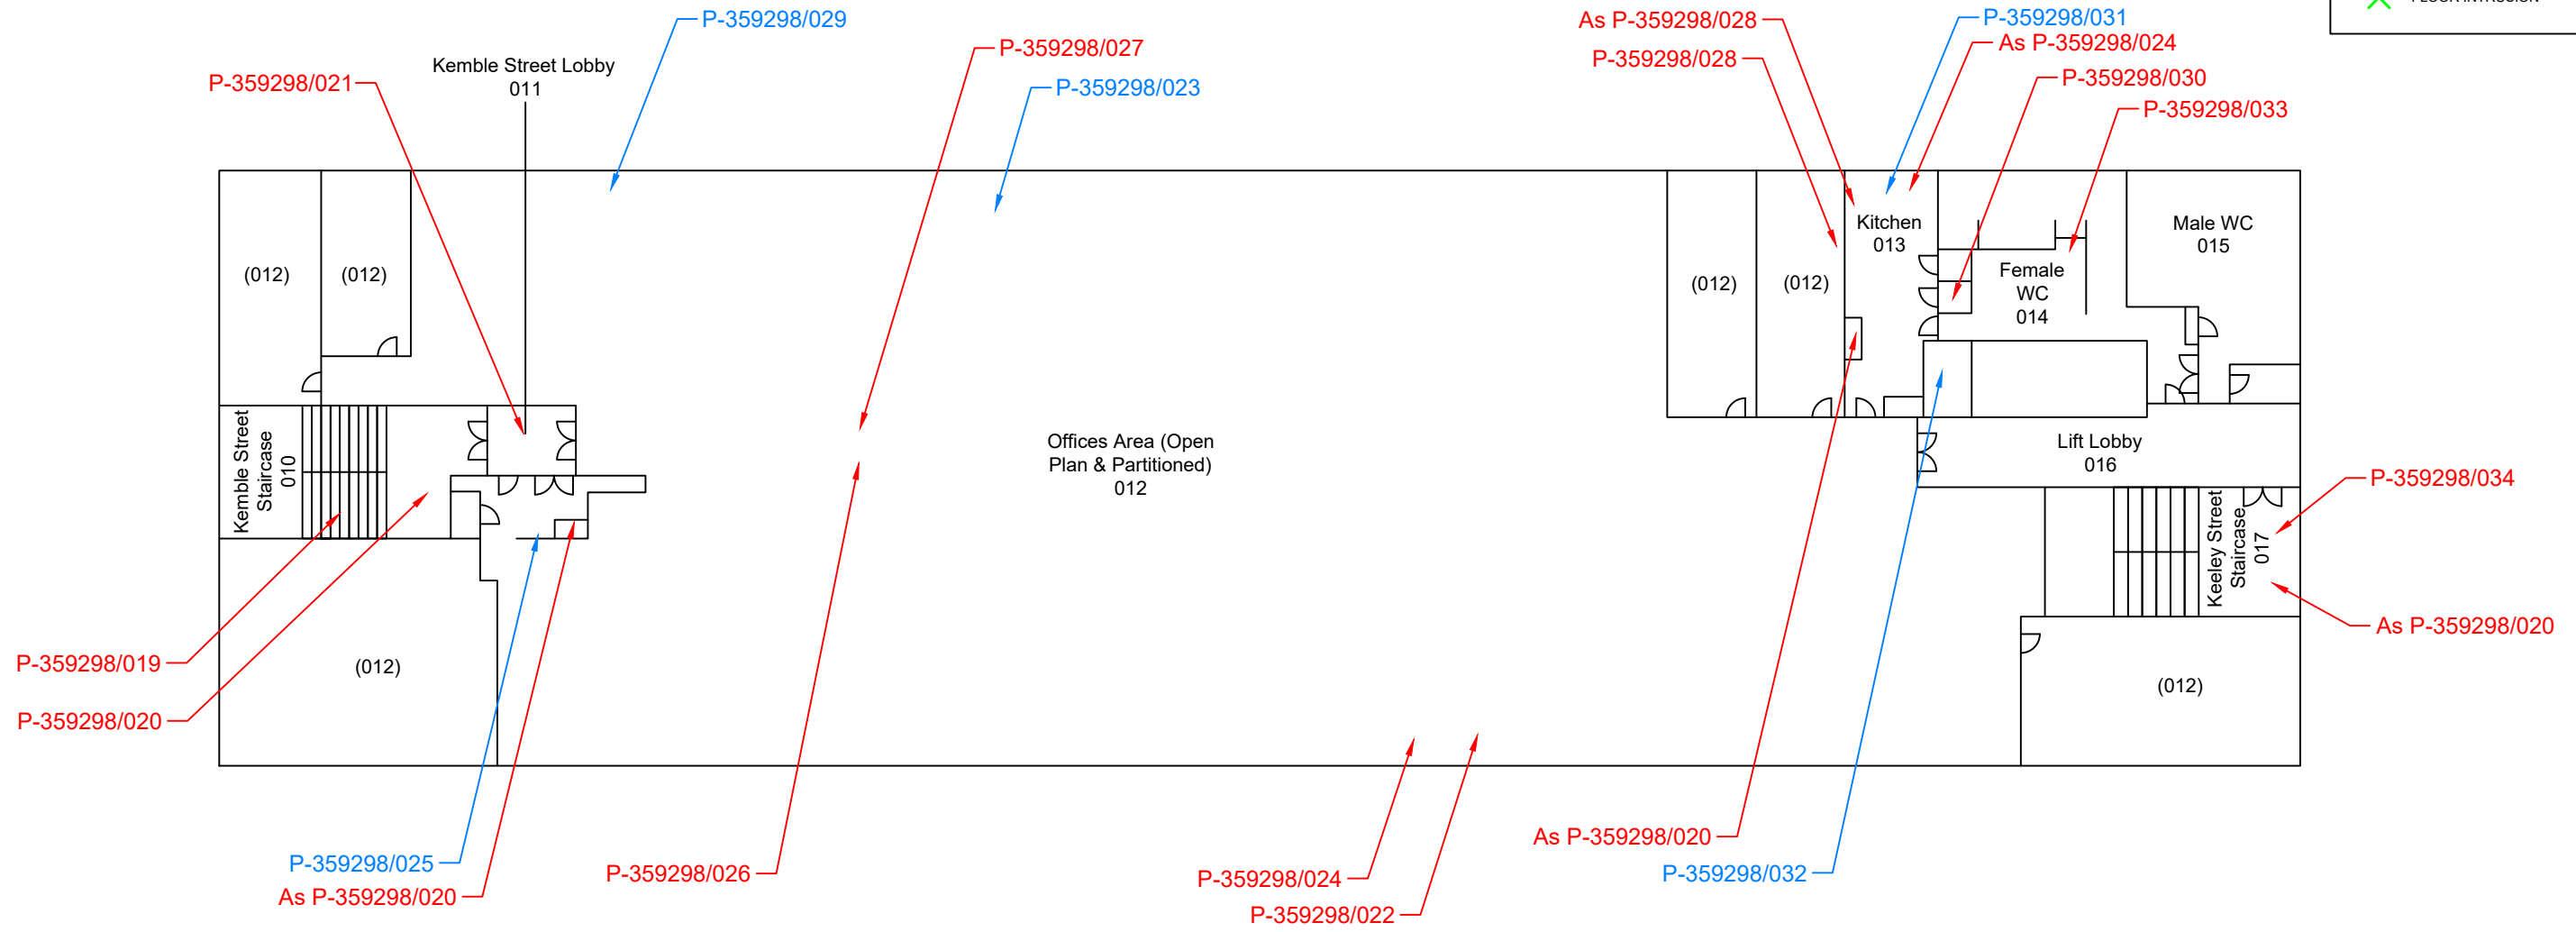 FLOOR INTRUSION
P-359298/029
As P-359298/028
P-359298/031
As P-359298/024
P-359298/027
P-359298/028
Kemble Street Lobby
011
P-359298/021
P-359298/023
P-359298/030
P-359298/033
(012)
(012)
(012)
(012)
Kitchen
013
Female
WC
014
Male WC
015
Kemble Street
Staircase
010
Offices Area (Open
Plan & Partitioned)
012
Lift Lobby
016
Keeley Street
Staircase
017
P-359298/034
As P-359298/020
P-359298/019
P-359298/020
(012)
(012)
P-359298/025
As P-359298/020
P-359298/026
P-359298/024
P-359298/022
As P-359298/020
P-359298/032